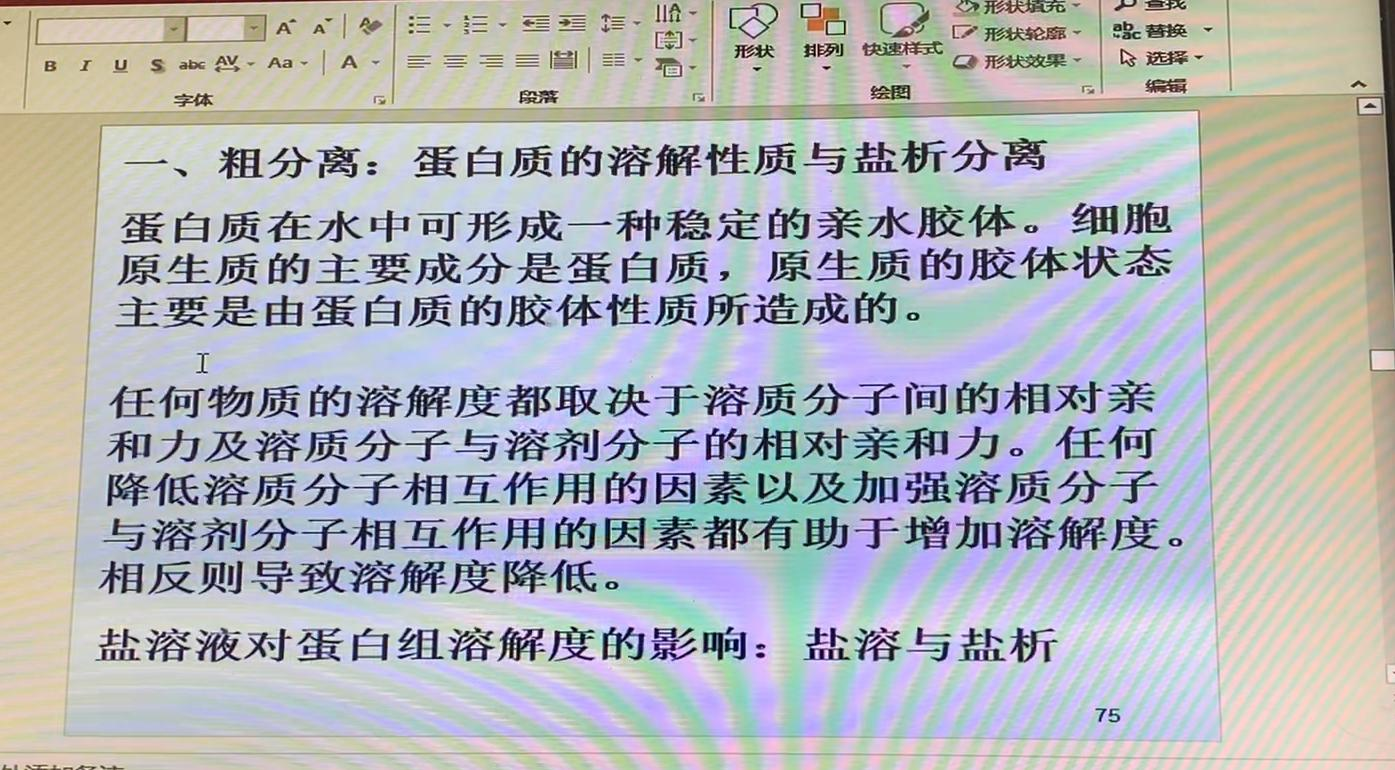 B I U S abc AV Aa A
字体
段落
形状
排列
快速样式
形状填充
形状轮廓
形状效果
绘图
查找
替换
选择
编辑
一、粗分离：蛋白质的溶解性质与盐析分离
蛋白质在水中可形成一种稳定的亲水胶体。细胞
原生质的主要成分是蛋白质，原生质的胶体状态
主要是由蛋白质的胶体性质所造成的。
任何物质的溶解度都取决于溶质分子间的相对亲
和力及溶质分子与溶剂分子的相对亲和力。任何
降低溶质分子相互作用的因素以及加强溶质分子
与溶剂分子相互作用的因素都有助于增加溶解度。
相反则导致溶解度降低。
盐溶液对蛋白组溶解度的影响：盐溶与盐析
75